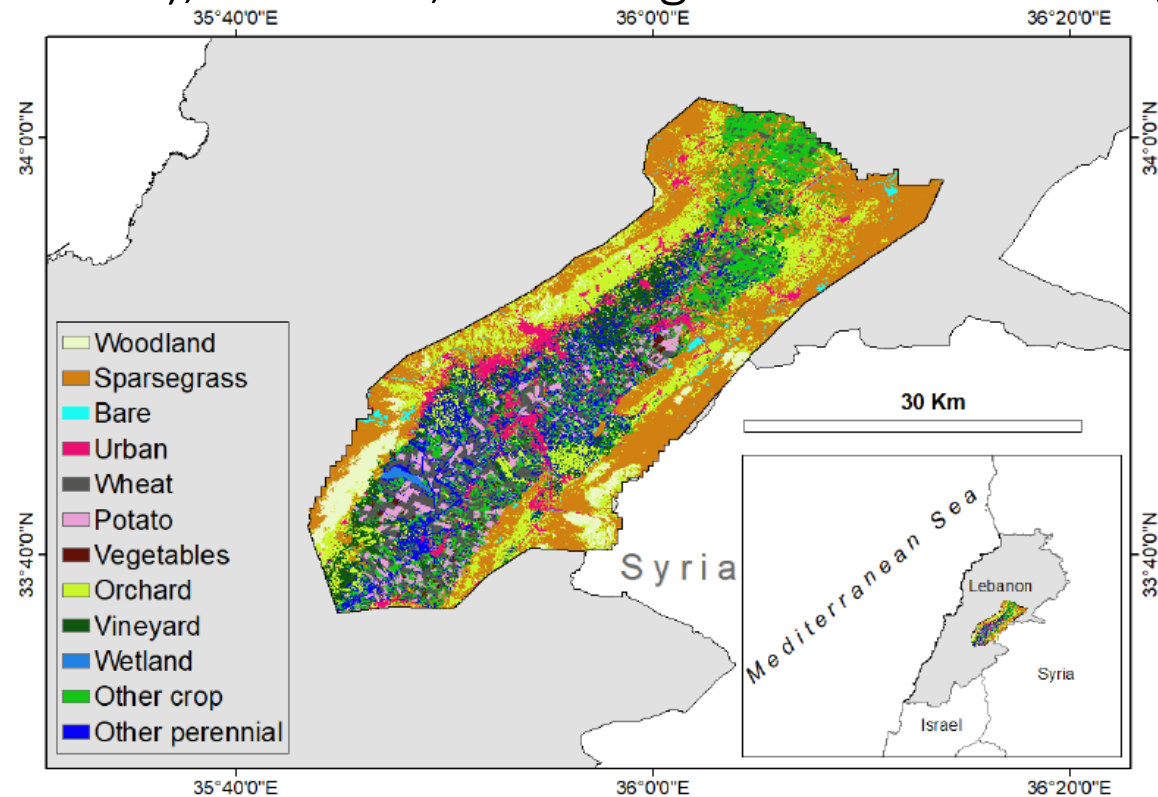 35°40'0"E
36°0'0"E
36°20'0"E
34°0'0"N
34°0'0"N
Woodland
Sparsegrass
Bare
Urban
Wheat
Potato
Vegetables
Orchard
Vineyard
Wetland
Other crop
Other perennial
30 Km
Syria
Mediterranean Sea
Lebanon
Syria
Israel
33°40'0"N
33°40'0"N
35°40'0"E
36°0'0"E
36°20'0"E